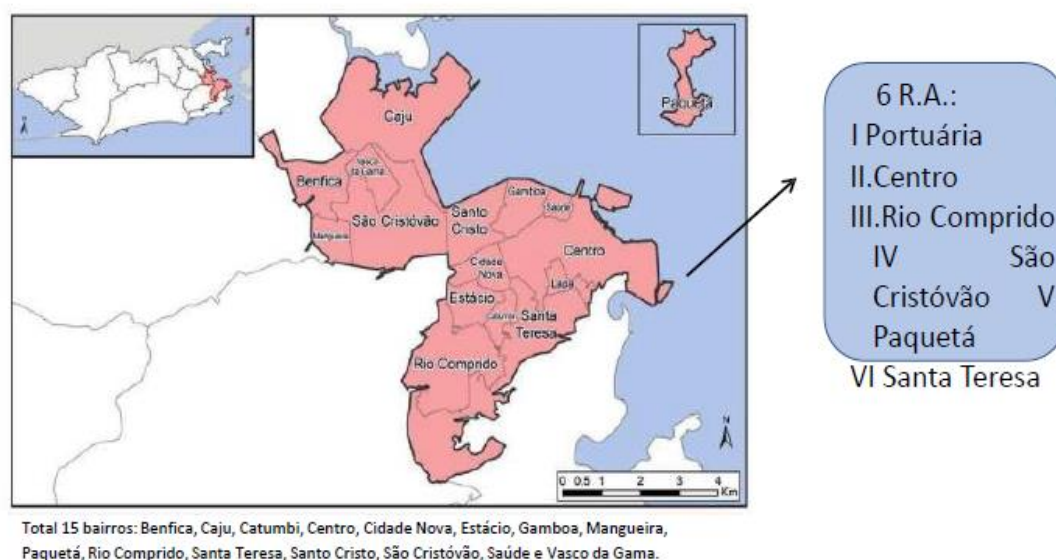 Caju
Paquetá
Benfica
Vasco
da Gama
São Cristóvão
Mangueira
Santo
Cristo
Gamboa
Saúde
Centro
Cidade
Nova
Lapa
Estácio
Catumbi
Santa
Teresa
Rio Comprido
N
N
0 0.5 1 2 3 4
Km
6 R.A.:
I Portuária
II.Centro
III.Rio Comprido
IV São
Cristóvão V
Paquetá
VI Santa Teresa
Total 15 bairros: Benfica, Caju, Catumbi, Centro, Cidade Nova, Estácio, Gamboa, Mangueira,
Paquetá, Rio Comprido, Santa Teresa, Santo Cristo, São Cristóvão, Saúde e Vasco da Gama.